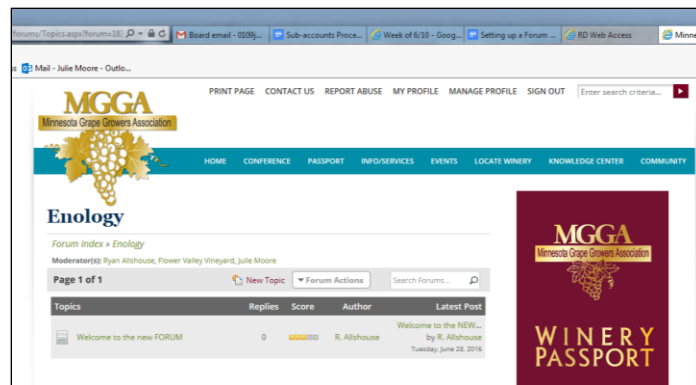 forums/Topics.aspx?forum=18
Board email - 0109j...
Sub-accounts Proce...
Week of 6/10 - Goog...
Setting up a Forum ...
RD Web Access
Minne
Mail - Julie Moore - Outlo...
PRINT PAGE CONTACT US REPORT ABUSE MY PROFILE MANAGE PROFILE SIGN OUT Enter search criteria...
MGGA
Minnesota Grape Growers Association
HOME CONFERENCE PASSPORT INFO/SERVICES EVENTS LOCATE WINERY KNOWLEDGE CENTER COMMUNITY
Enology
Forum Index » Enology
Moderator(s): Ryan Allshouse, Flower Valley Vineyard, Julie Moore
Page 1 of 1 New Topic Forum Actions Search Forums...
Topics Replies Score Author Latest Post
Welcome to the new FORUM 0 R. Allshouse Welcome to the NEW...
by R. Allshouse
Tuesday, June 28, 2016
MGGA
Minnesota Grape Growers Association
WINERY
PASSPORT